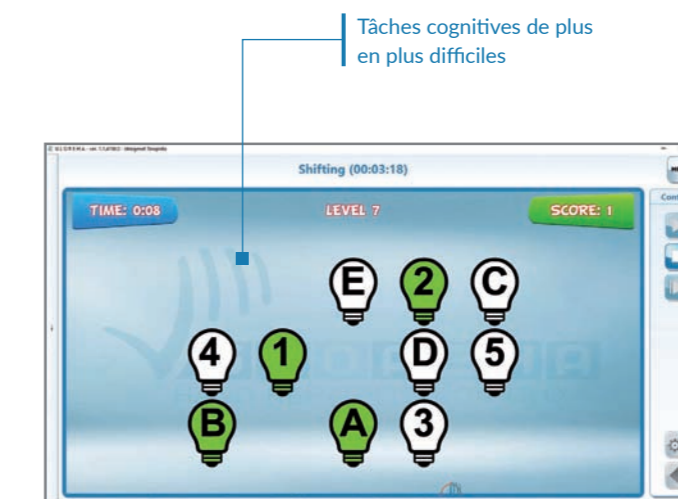 Tâches cognitives de plus
en plus difficiles
Shifting (00:03:18)
TIME: 0:08 LEVEL 7 SCORE: 1
E 2 C
4 1 D 5
B A 3